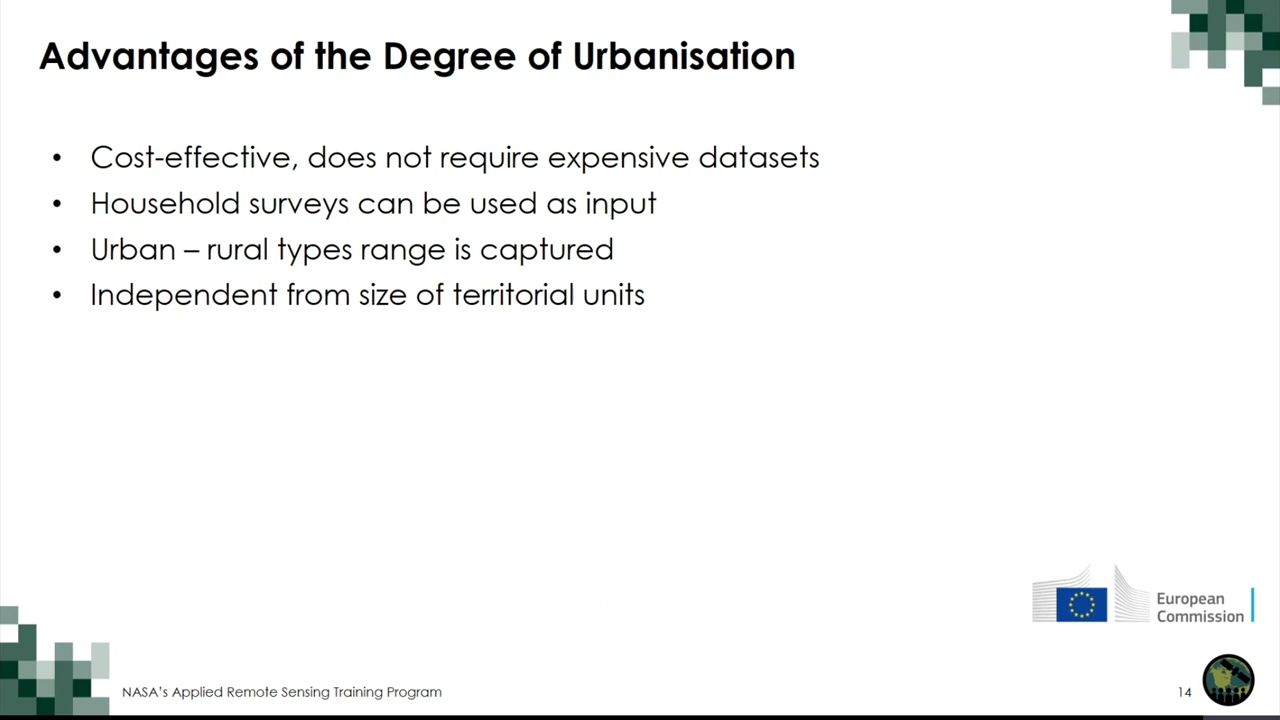 Advantages of the Degree of Urbanisation
• Cost-effective, does not require expensive datasets
• Household surveys can be used as input
• Urban – rural types range is captured
• Independent from size of territorial units
European
Commission
NASA's Applied Remote Sensing Training Program
14